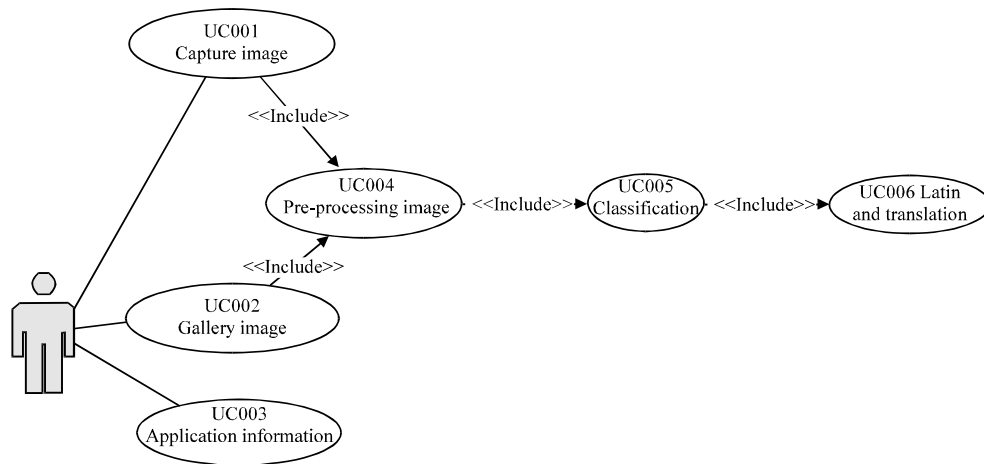 UC001
Capture image
<<Include>>
UC004
Pre-processing image
<<Include>>
UC005
Classification
<<Include>>
UC006 Latin
and translation
<<Include>>
UC002
Gallery image
UC003
Application information